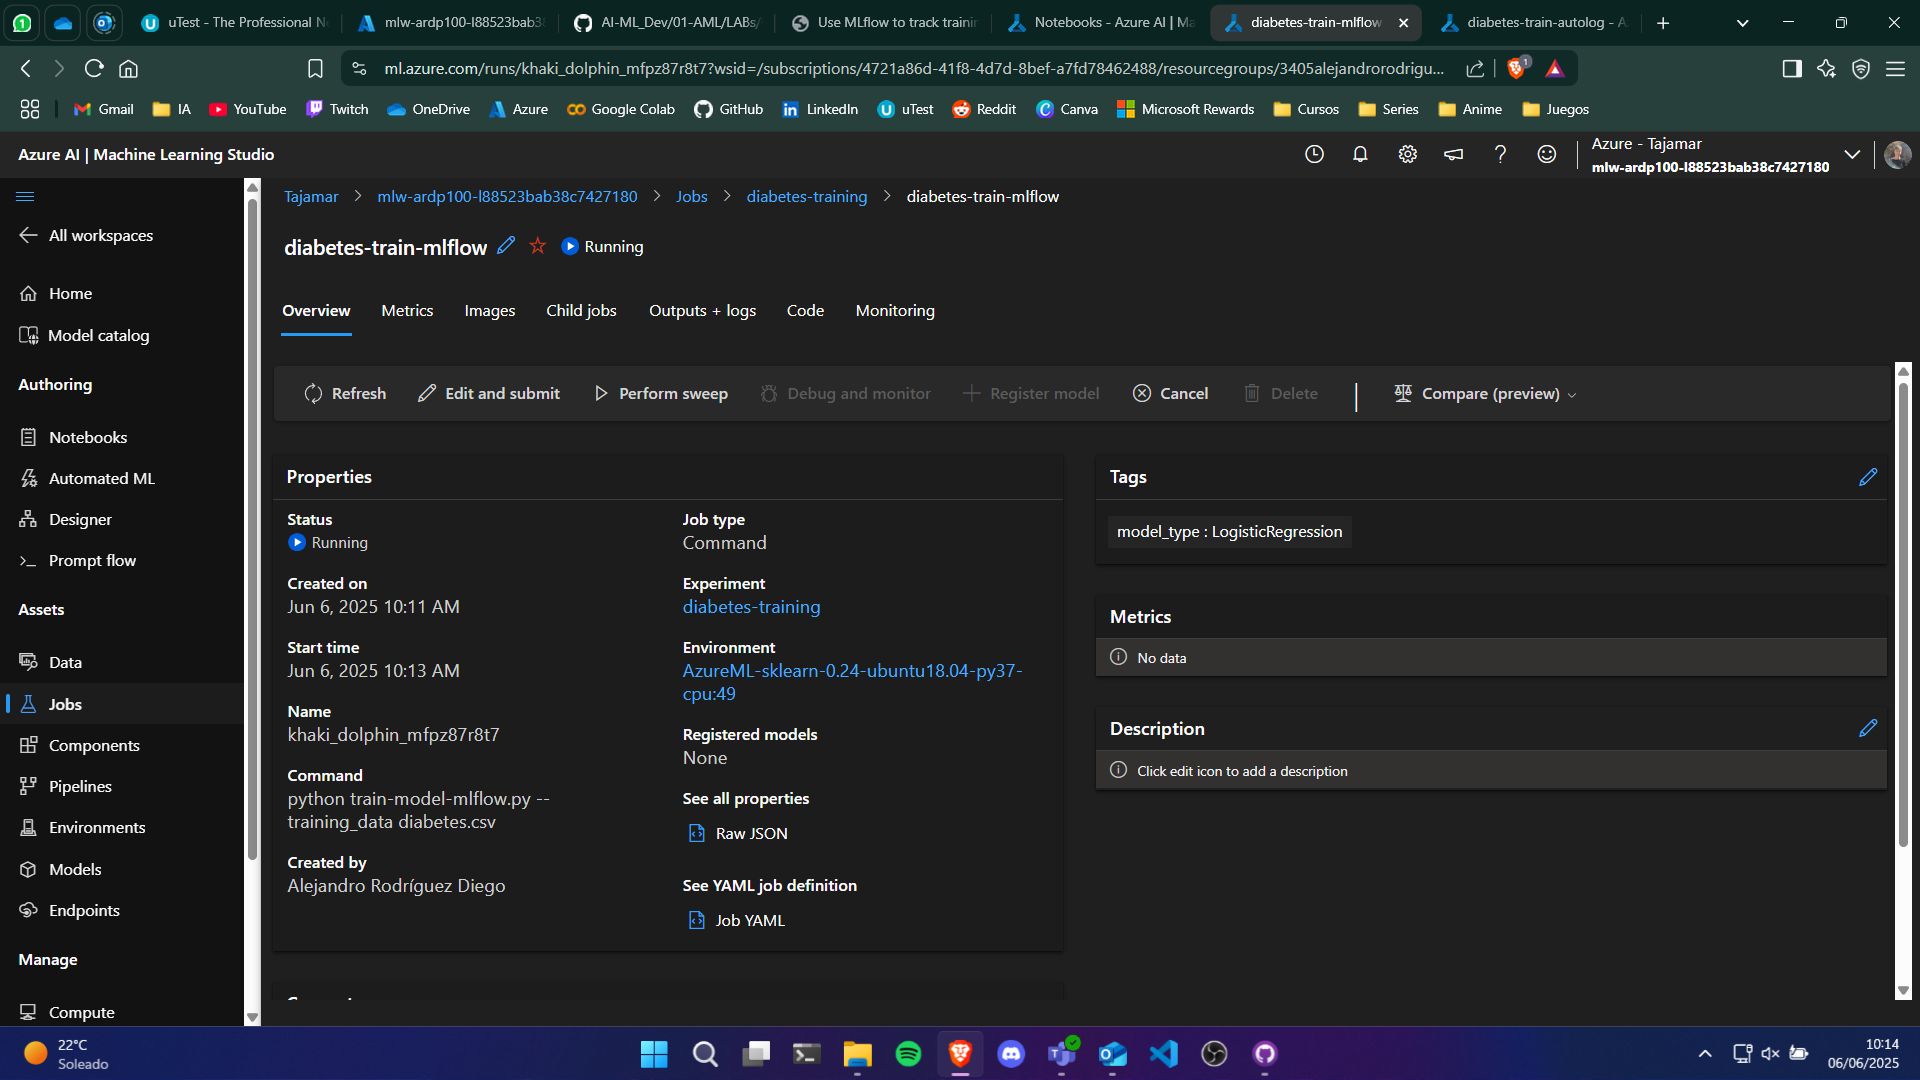 uTest - The Professional N
mlw-ardp100-l88523bab3
AI-ML_Dev/01-AML/LABs/
Use MLflow to track trainin
Notebooks - Azure AI | Ma
diabetes-train-mlflow
diabetes-train-autolog - A
ml.azure.com/runs/khaki_dolphin_mfpz87r8t7?wsid=/subscriptions/4721a86d-41f8-4d7d-8bef-a7fd78462488/resourcegroups/3405alejandrorodrigu...
1
Gmail
IA
YouTube
Twitch
OneDrive
Azure
Google Colab
GitHub
LinkedIn
uTest
Reddit
Canva
Microsoft Rewards
Cursos
Series
Anime
Juegos
Azure AI | Machine Learning Studio
Azure - Tajamar
mlw-ardp100-l88523bab38c7427180
All workspaces
Home
Model catalog
Authoring
Notebooks
Automated ML
Designer
Prompt flow
Assets
Data
Jobs
Components
Pipelines
Environments
Models
Endpoints
Manage
Compute
Tajamar > mlw-ardp100-l88523bab38c7427180 > Jobs > diabetes-training > diabetes-train-mlflow
diabetes-train-mlflow
Running
Overview
Metrics
Images
Child jobs
Outputs + logs
Code
Monitoring
Refresh
Edit and submit
Perform sweep
Debug and monitor
Register model
Cancel
Delete
Compare (preview)
Properties
Status
Running
Created on
Jun 6, 2025 10:11 AM
Start time
Jun 6, 2025 10:13 AM
Name
khaki_dolphin_mfpz87r8t7
Command
python train-model-mlflow.py --
training_data diabetes.csv
Created by
Alejandro Rodríguez Diego
Job type
Command
Experiment
diabetes-training
Environment
AzureML-sklearn-0.24-ubuntu18.04-py37-
cpu:49
Registered models
None
See all properties
Raw JSON
See YAML job definition
Job YAML
Tags
model_type : LogisticRegression
Metrics
No data
Description
Click edit icon to add a description
22°C
Soleado
10:14
06/06/2025